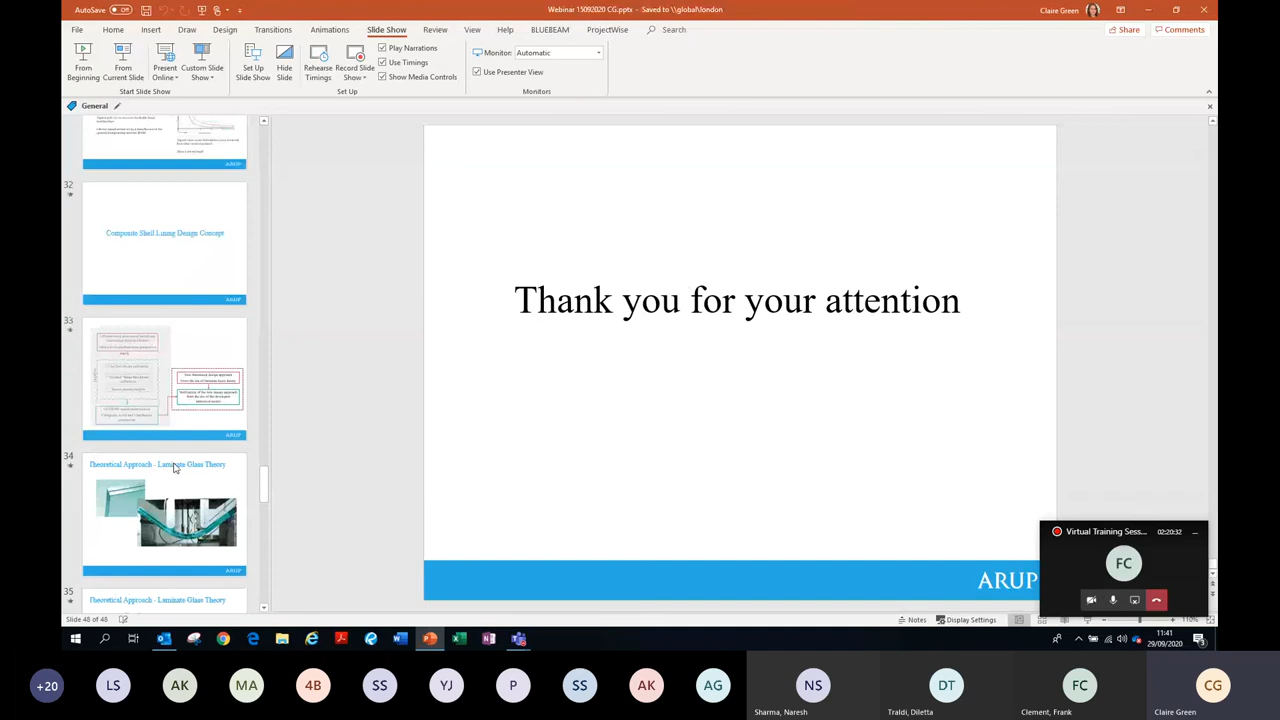 AutoSave Off
Webinar 15092020 CG.pptx - Saved to \\global\london
Claire Green
File Home Insert Draw Design Transitions Animations Slide Show Review View Help BLUEBEAM ProjectWise Search
Share Comments
From Beginning
From Current Slide
Present Online
Custom Slide Show
Set Up Slide Show
Hide Slide
Rehearse Timings
Record Slide Show
Play Narrations
Use Timings
Show Media Controls
Monitor: Automatic
Use Presenter View
Start Slide Show
Set Up
Monitors
General
ARUP
32
Composite Shell Lining Design Concept
ARUP
33
ARUP
34
Theoretical Approach - Laminate Glass Theory
ARUP
35
Theoretical Approach - Laminate Glass Theory
Thank you for your attention
ARUP
Virtual Training Sess... 02:20:32
FC
Slide 48 of 48
Notes Display Settings 110%
11:41
29/09/2020
3
+20 LS AK MA 4B SS YJ P SS AK AG NS DT FC CG
Sharma, Naresh
Traldi, Diletta
Clement, Frank
Claire Green